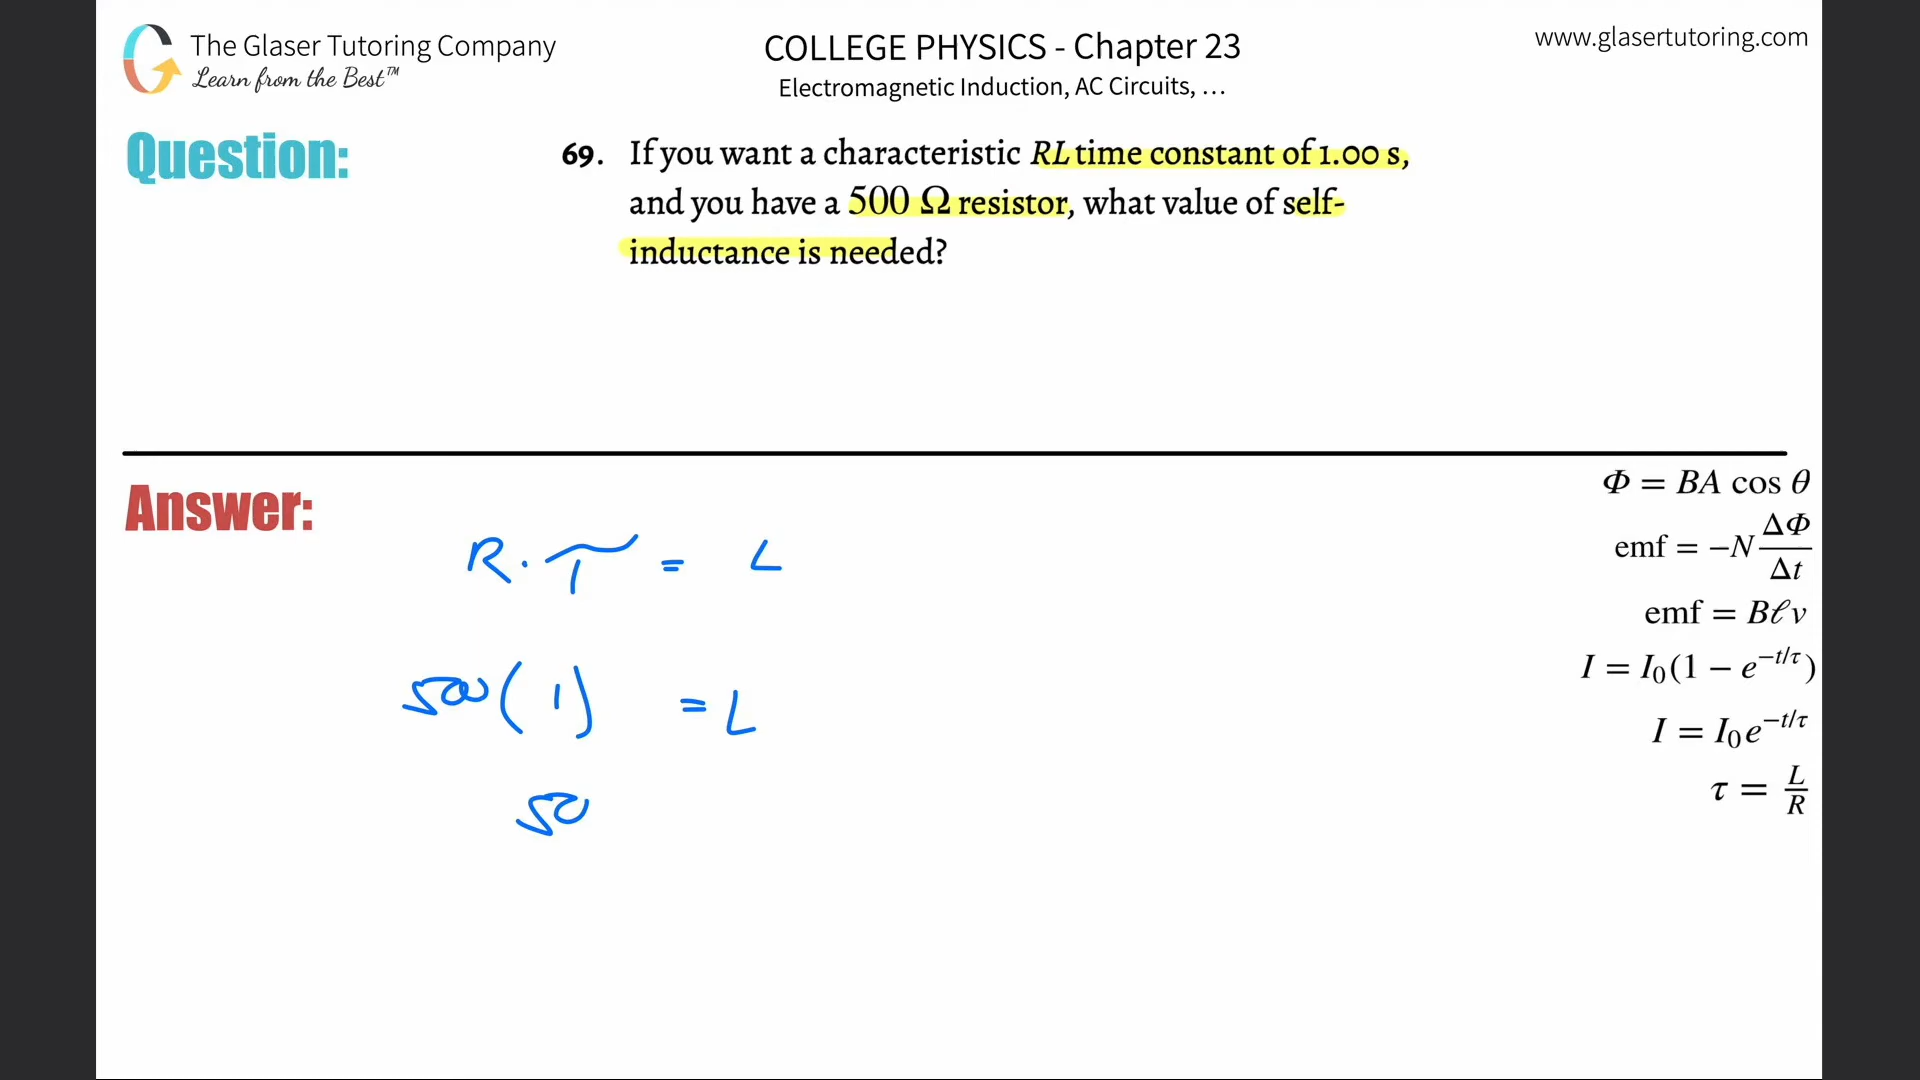 The Glaser Tutoring Company
Learn from the Best™
COLLEGE PHYSICS - Chapter 23
Electromagnetic Induction, AC Circuits, ...
www.glasertutoring.com
Question:
69. If you want a characteristic RL time constant of 1.00 s,
and you have a 500 Ω resistor, what value of self-
inductance is needed?
Answer:
R · τ = L
500 ( 1 ) = L
50
Φ = BA cos θ
emf = −N ΔΦ/Δt
emf = Bℓv
I = I₀(1 − e^{−t/τ})
I = I₀e^{−t/τ}
τ = L/R